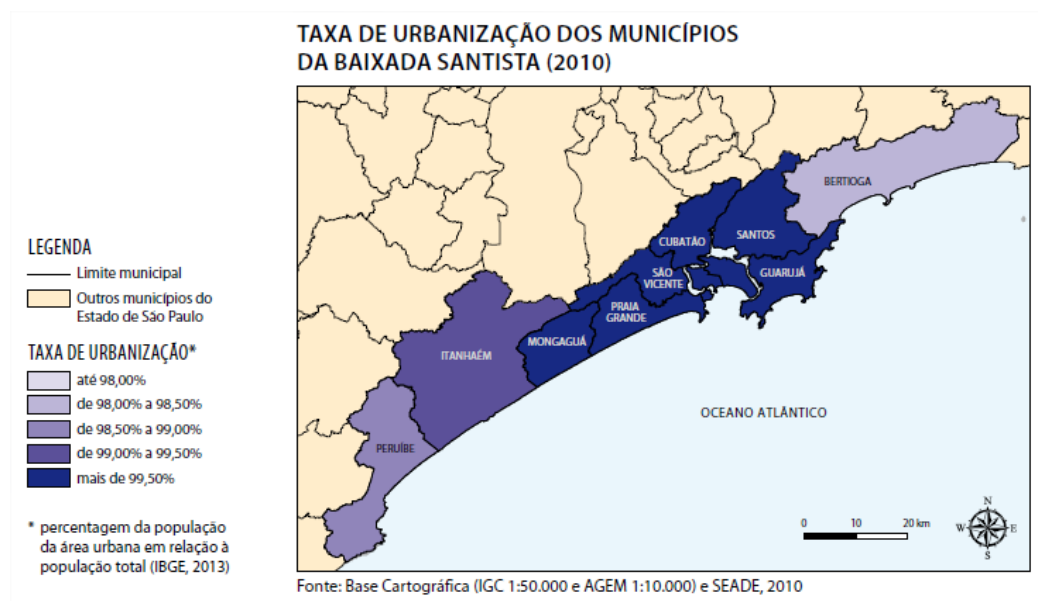 TAXA DE URBANIZAÇÃO DOS MUNICÍPIOS
DA BAIXADA SANTISTA (2010)
BERTIOGA
SANTOS
CUBATÃO
GUARUJÁ
SÃO
VICENTE
PRAIA
GRANDE
MONGAGUÁ
ITANHAÉM
PERUÍBE
OCEANO ATLÂNTICO
LEGENDA
Limite municipal
Outros municípios do
Estado de São Paulo
TAXA DE URBANIZAÇÃO*
até 98,00%
de 98,00% a 98,50%
de 98,50% a 99,00%
de 99,00% a 99,50%
mais de 99,50%
* percentagem da população
da área urbana em relação à
população total (IBGE, 2013)
0 10 20 km
N
W E
S
Fonte: Base Cartográfica (IGC 1:50.000 e AGEM 1:10.000) e SEADE, 2010